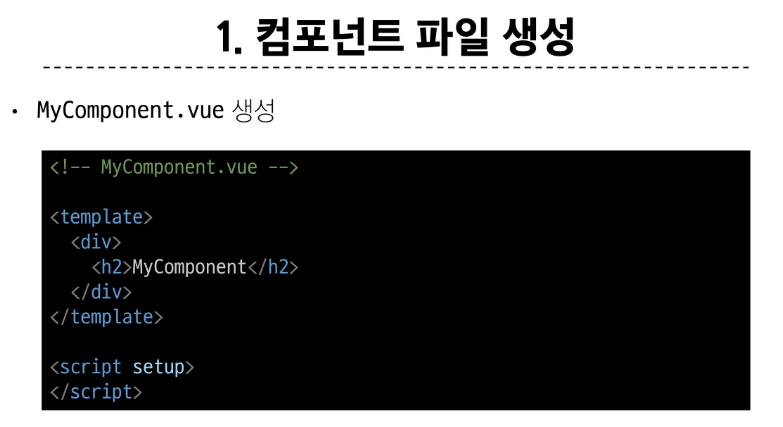 1. 컴포넌트 파일 생성
• MyComponent.vue 생성
<!-- MyComponent.vue -->
<template>
  <div>
    <h2>MyComponent</h2>
  </div>
</template>
<script setup>
</script>